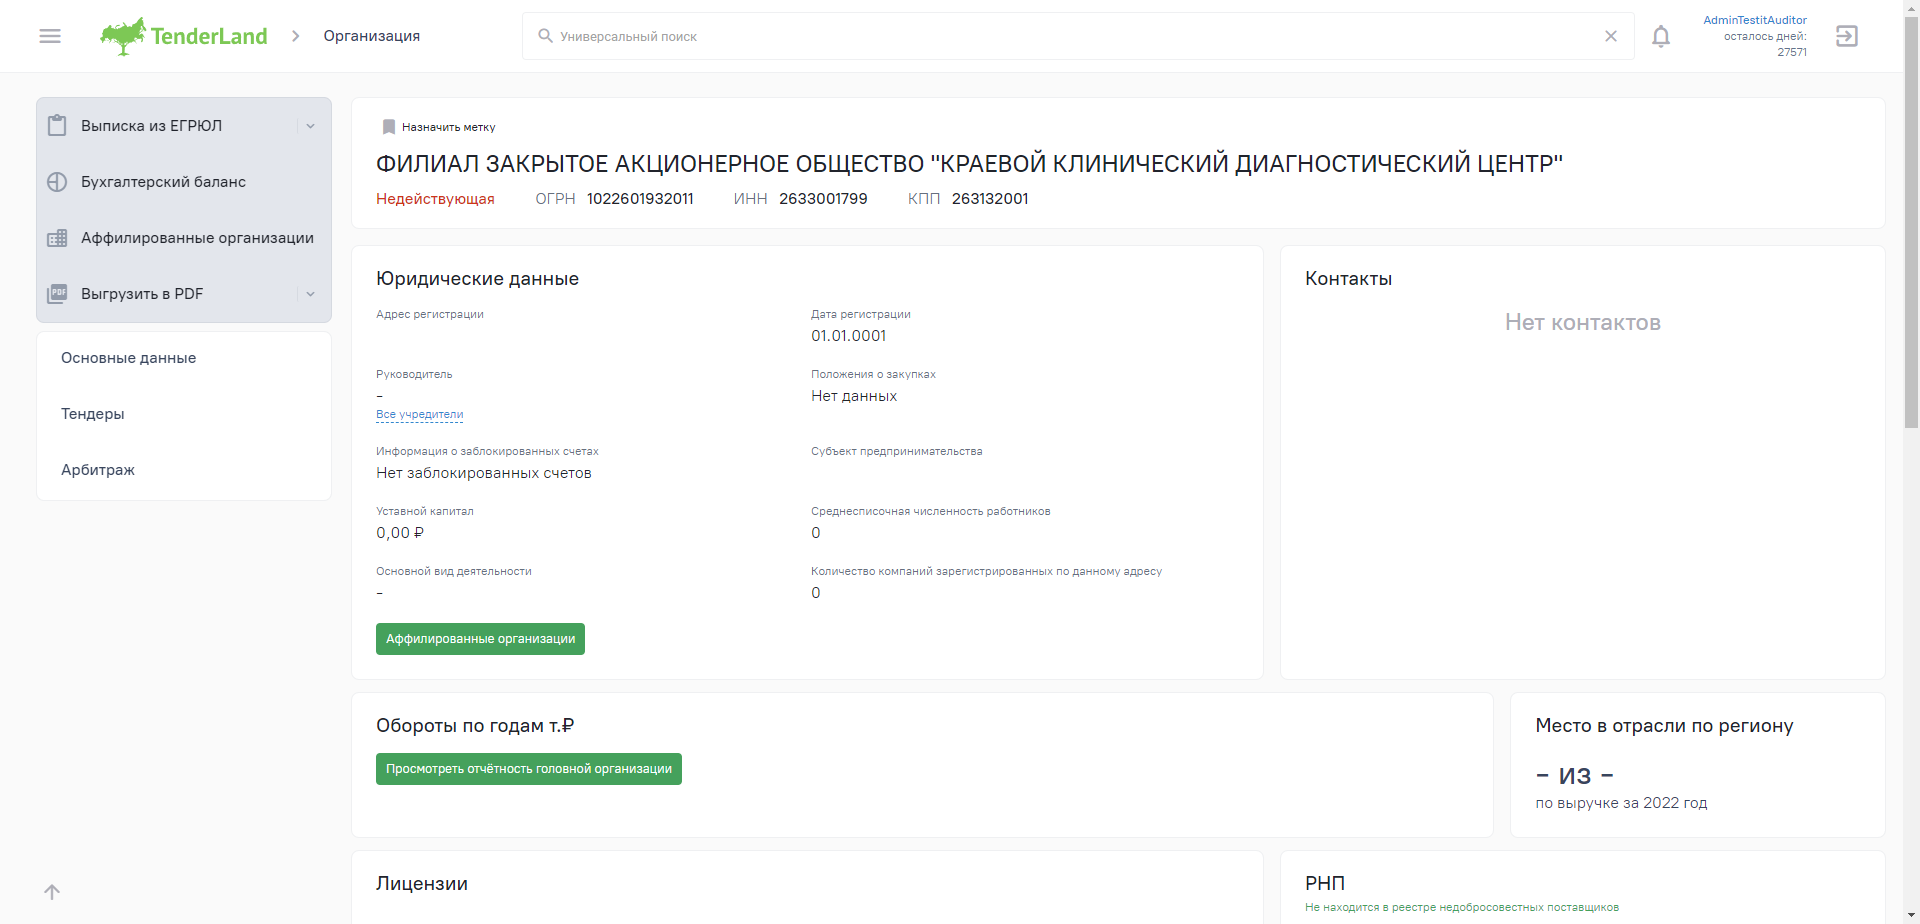 TenderLand
Организация
Универсальный поиск
AdminTestitAuditor
осталось дней:
27571
Выписка из ЕГРЮЛ
Бухгалтерский баланс
Аффилированные организации
PDF
Выгрузить в PDF
Основные данные
Тендеры
Арбитраж
Назначить метку
ФИЛИАЛ ЗАКРЫТОЕ АКЦИОНЕРНОЕ ОБЩЕСТВО "КРАЕВОЙ КЛИНИЧЕСКИЙ ДИАГНОСТИЧЕСКИЙ ЦЕНТР"
Недействующая ОГРН 1022601932011 ИНН 2633001799 КПП 263132001
Юридические данные
Адрес регистрации
Дата регистрации
01.01.0001
Руководитель
-
Все учредители
Положения о закупках
Нет данных
Информация о заблокированных счетах
Нет заблокированных счетов
Субъект предпринимательства
Уставной капитал
0,00 ₽
Среднесписочная численность работников
0
Основной вид деятельности
-
Количество компаний зарегистрированных по данному адресу
0
Аффилированные организации
Контакты
Нет контактов
Обороты по годам т.₽
Просмотреть отчётность головной организации
Место в отрасли по региону
- из -
по выручке за 2022 год
Лицензии
РНП
Не находится в реестре недобросовестных поставщиков